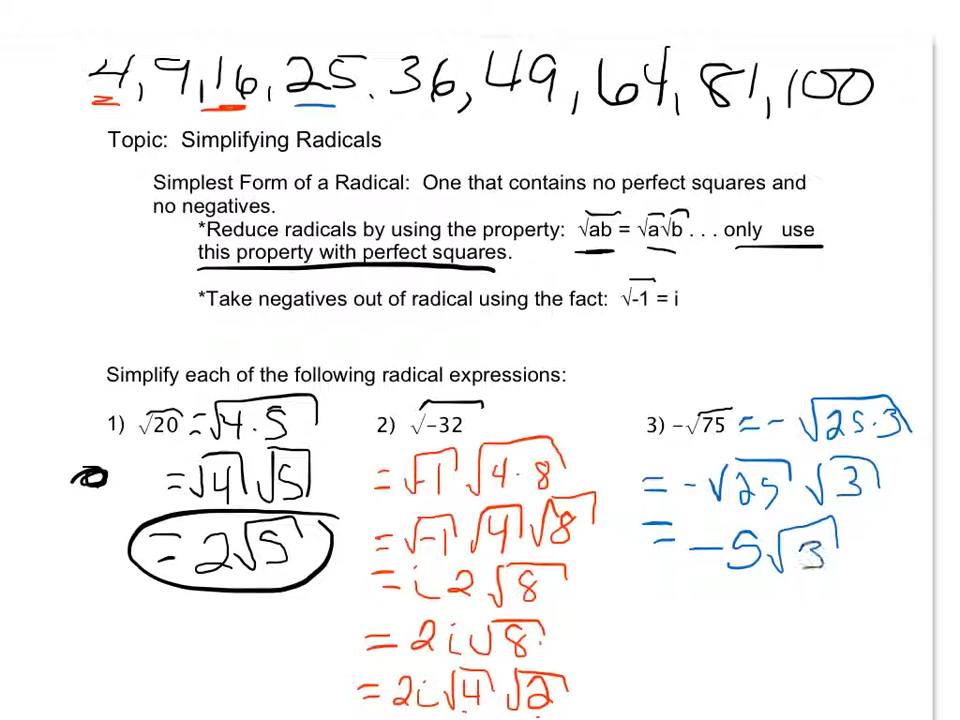 4, 9, 16, 25. 36, 49, 64, 81, 100
Topic: Simplifying Radicals
Simplest Form of a Radical: One that contains no perfect squares and
no negatives.
*Reduce radicals by using the property: √ab = √a√b . . . only use
this property with perfect squares.
*Take negatives out of radical using the fact: √-1 = i
Simplify each of the following radical expressions:
1) √20 = √4·5
= √4 √5
= 2√5
2) √-32
= √-1 √4·8
= √-1 √4 √8
= i 2 √8
= 2i√8
= 2i√4 √2
3) -√75 = -√25·3
= -√25 √3
= -5√3